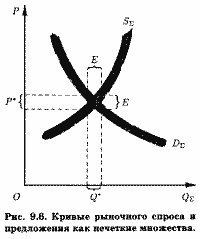 P
S_Σ
E
P*
E
D_Σ
O
Q*
Q_Σ
Рис. 9.6. Кривые рыночного спроса и
предложения как нечеткие множества.